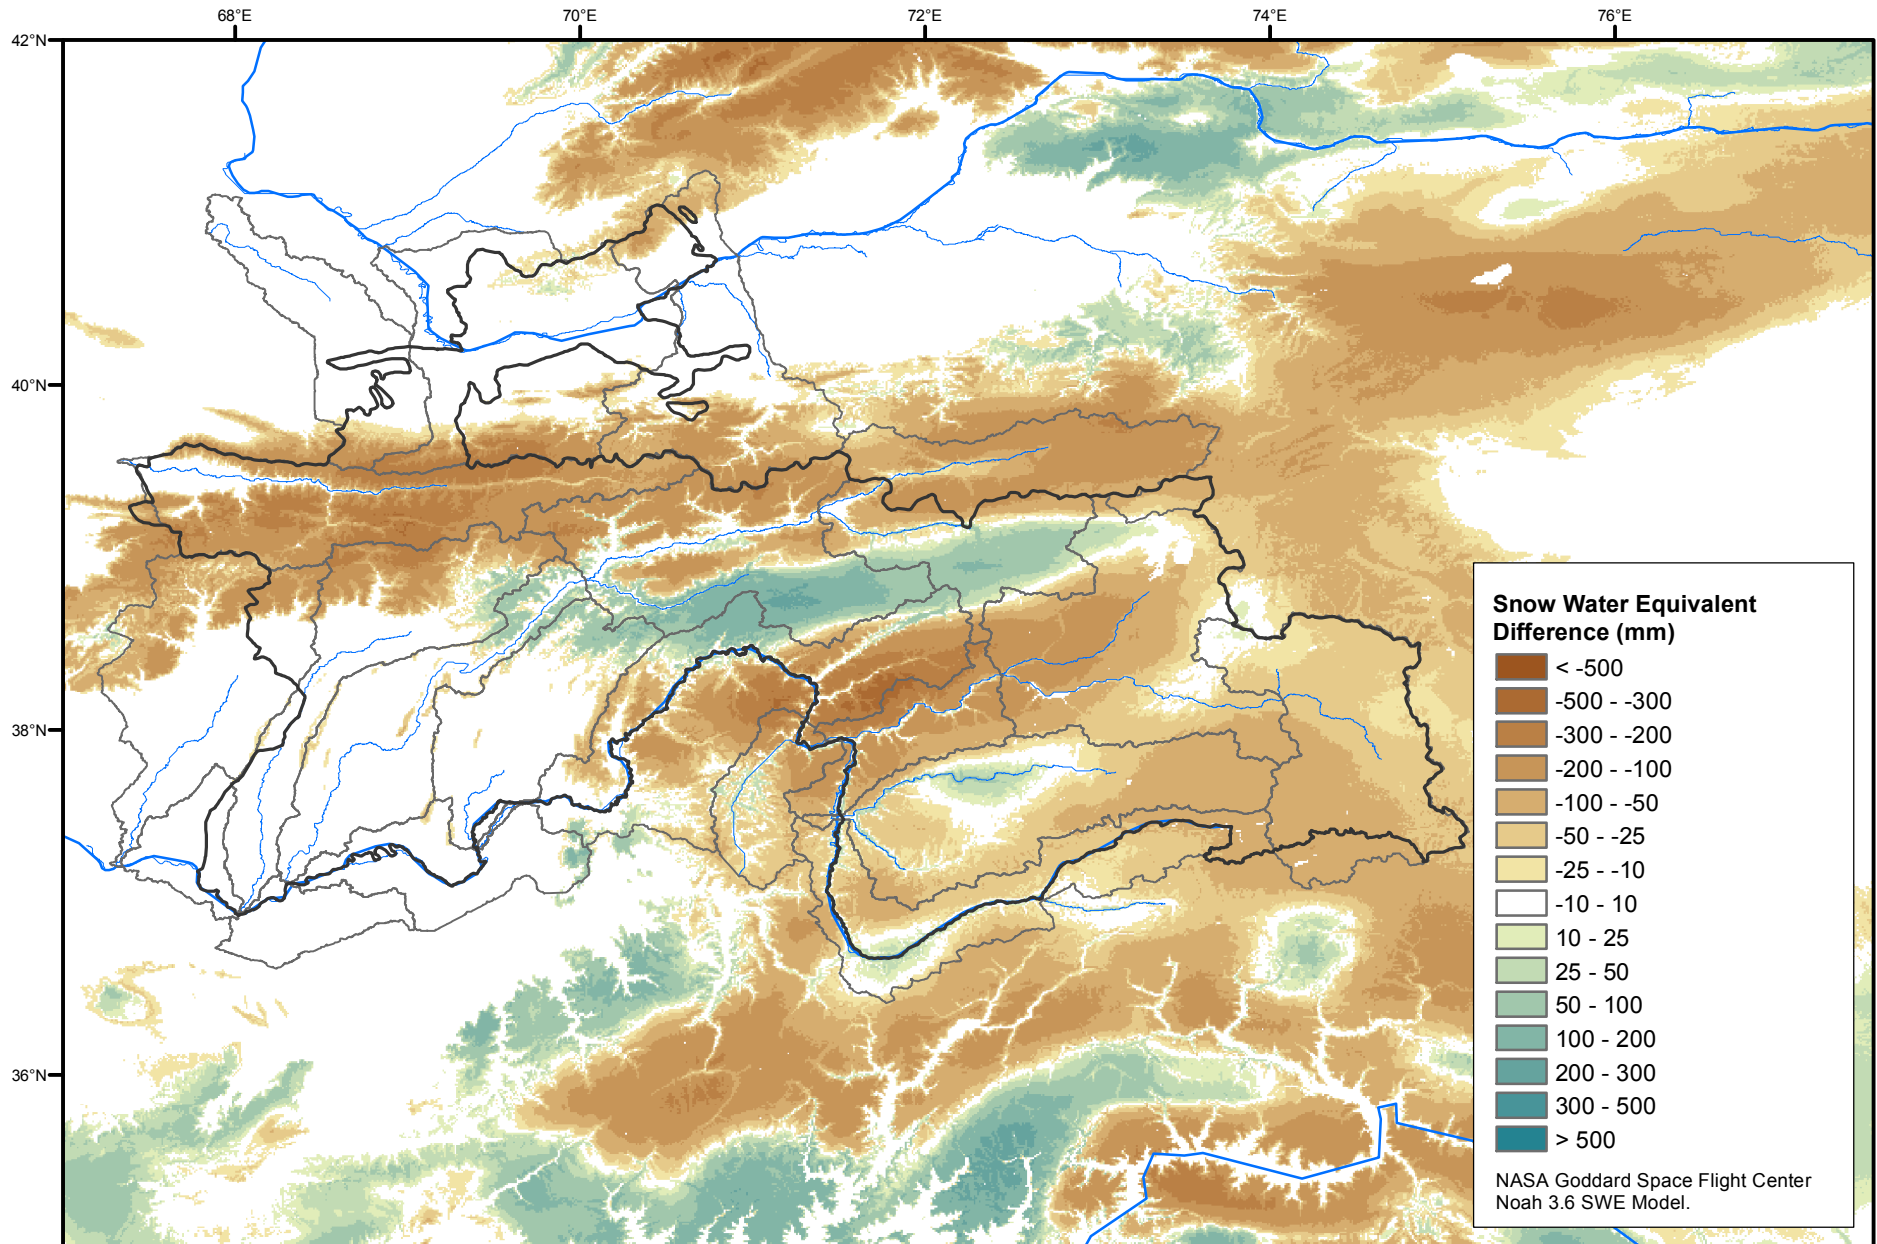 68°E 70°E 72°E 74°E 76°E
42°N
40°N
38°N
36°N
Snow Water Equivalent
Difference (mm)
< -500
-500 - -300
-300 - -200
-200 - -100
-100 - -50
-50 - -25
-25 - -10
-10 - 10
10 - 25
25 - 50
50 - 100
100 - 200
200 - 300
300 - 500
> 500
NASA Goddard Space Flight Center
Noah 3.6 SWE Model.